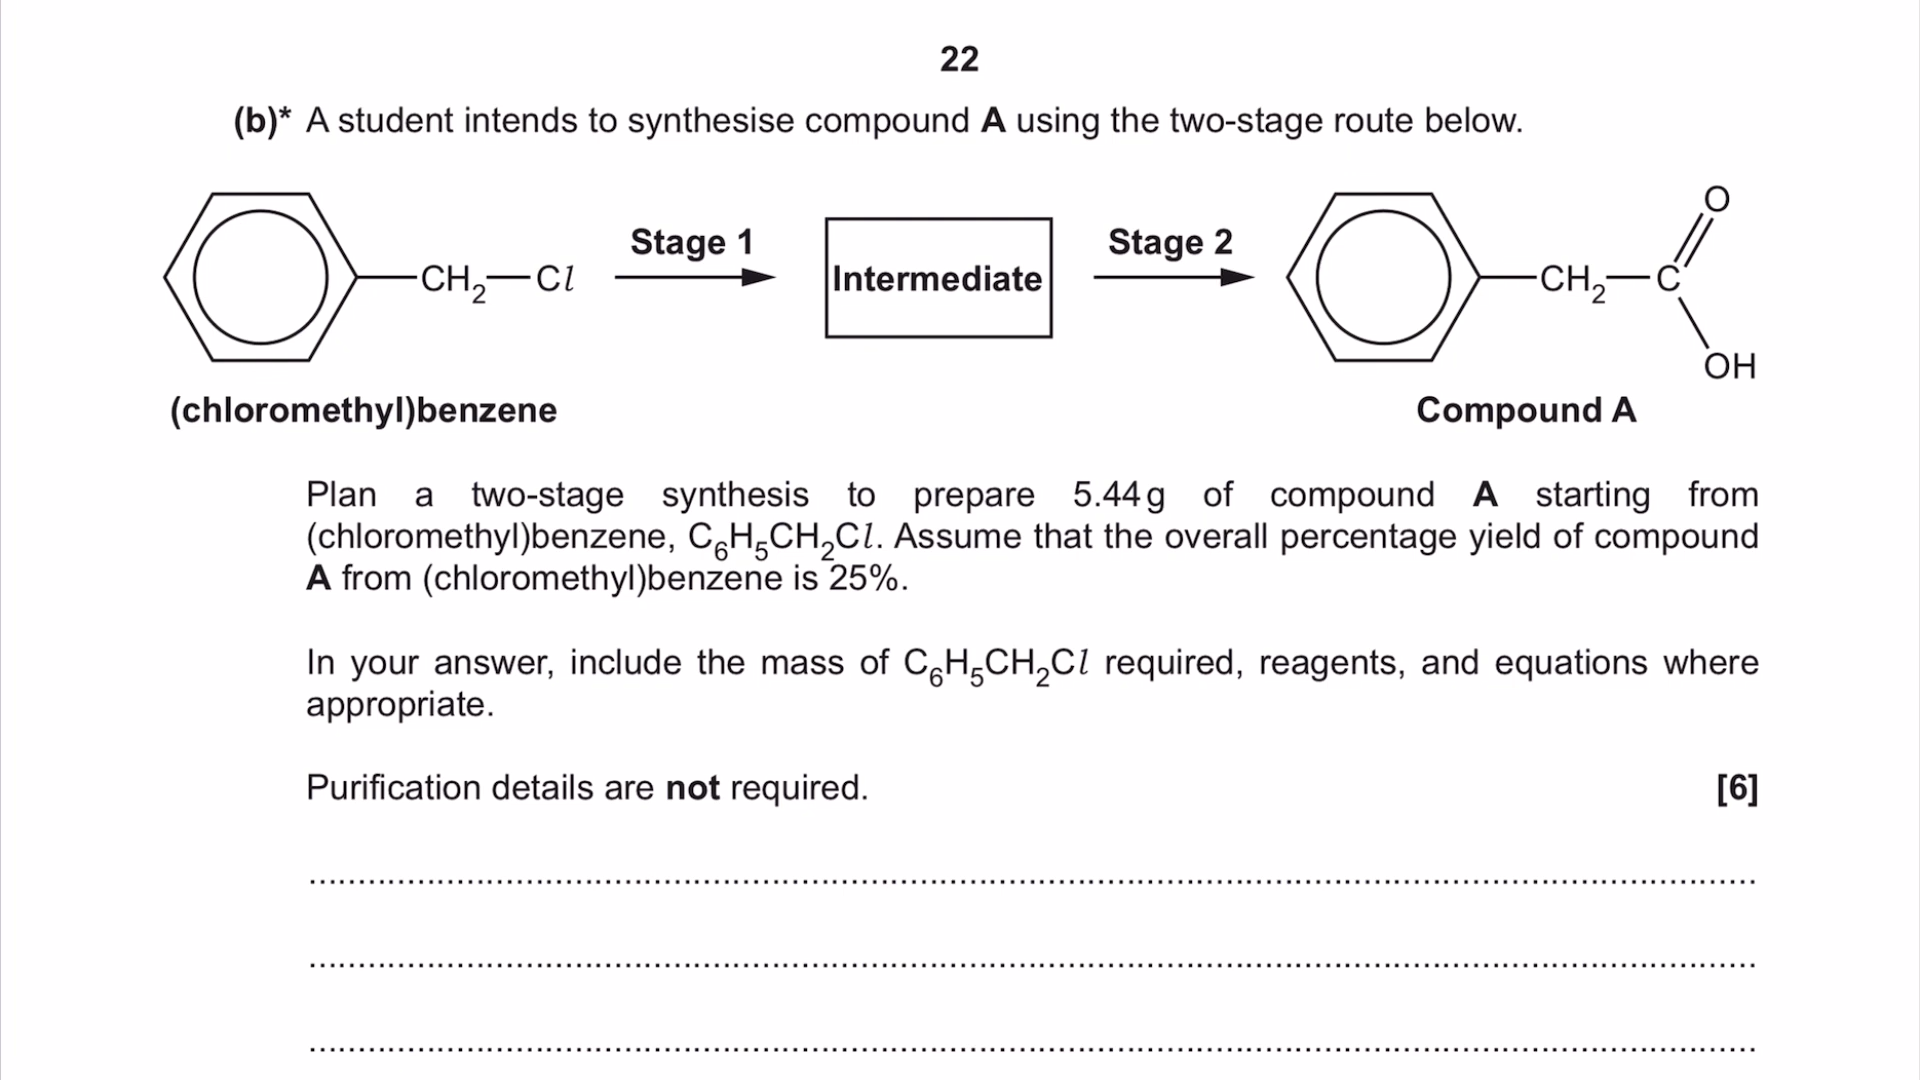 22
(b)* A student intends to synthesise compound A using the two-stage route below.
CH₂ — Cl
Stage 1
Intermediate
Stage 2
CH₂ — C
O
OH
(chloromethyl)benzene
Compound A
Plan a two-stage synthesis to prepare 5.44 g of compound A starting from
(chloromethyl)benzene, C₆H₅CH₂Cl. Assume that the overall percentage yield of compound
A from (chloromethyl)benzene is 25%.
In your answer, include the mass of C₆H₅CH₂Cl required, reagents, and equations where
appropriate.
Purification details are not required. [6]